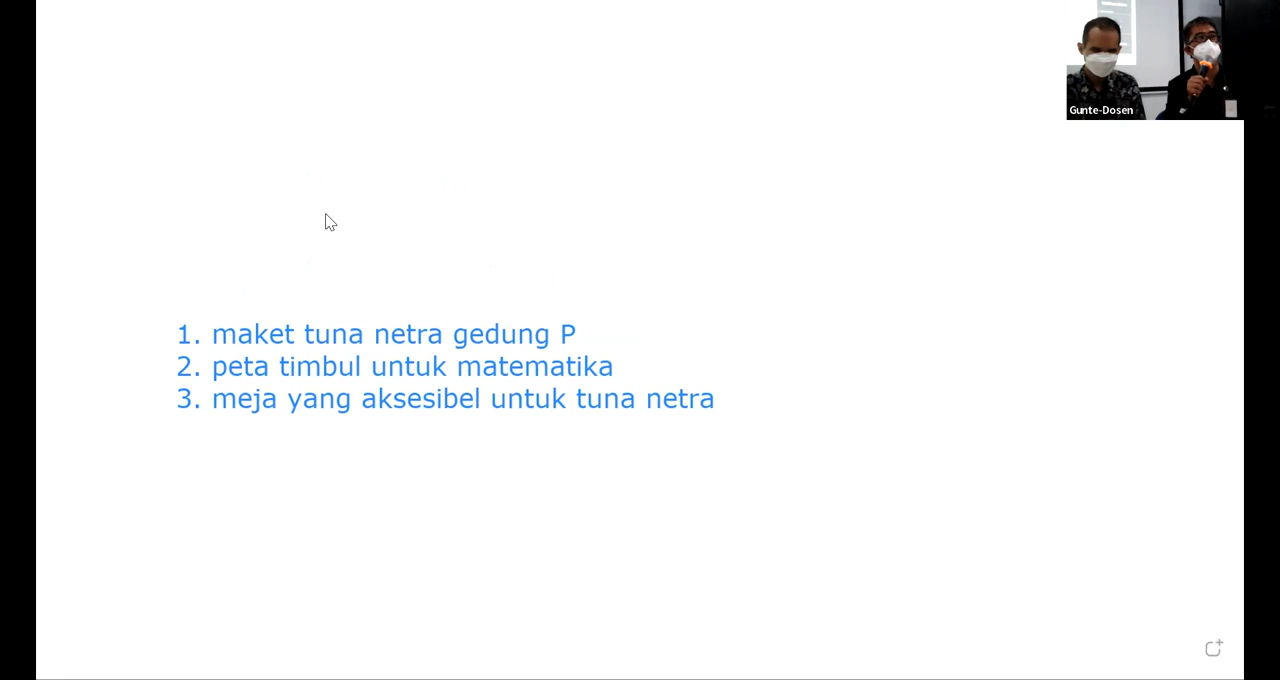 Gunte-Dosen
1. maket tuna netra gedung P
2. peta timbul untuk matematika
3. meja yang aksesibel untuk tuna netra